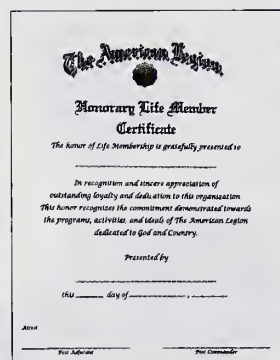 The American Legion
Honorary Life Member
Certificate
The honor of Life Membership is gratefully presented to
In recognition and sincere appreciation of
outstanding loyalty and dedication to this organization
This honor recognizes the commitment demonstrated towards
the programs, activities, and ideals of The American Legion
dedicated to God and Country.
Presented by
this ______ day of ____________, ____
Attest
Post Adjutant Post Commander